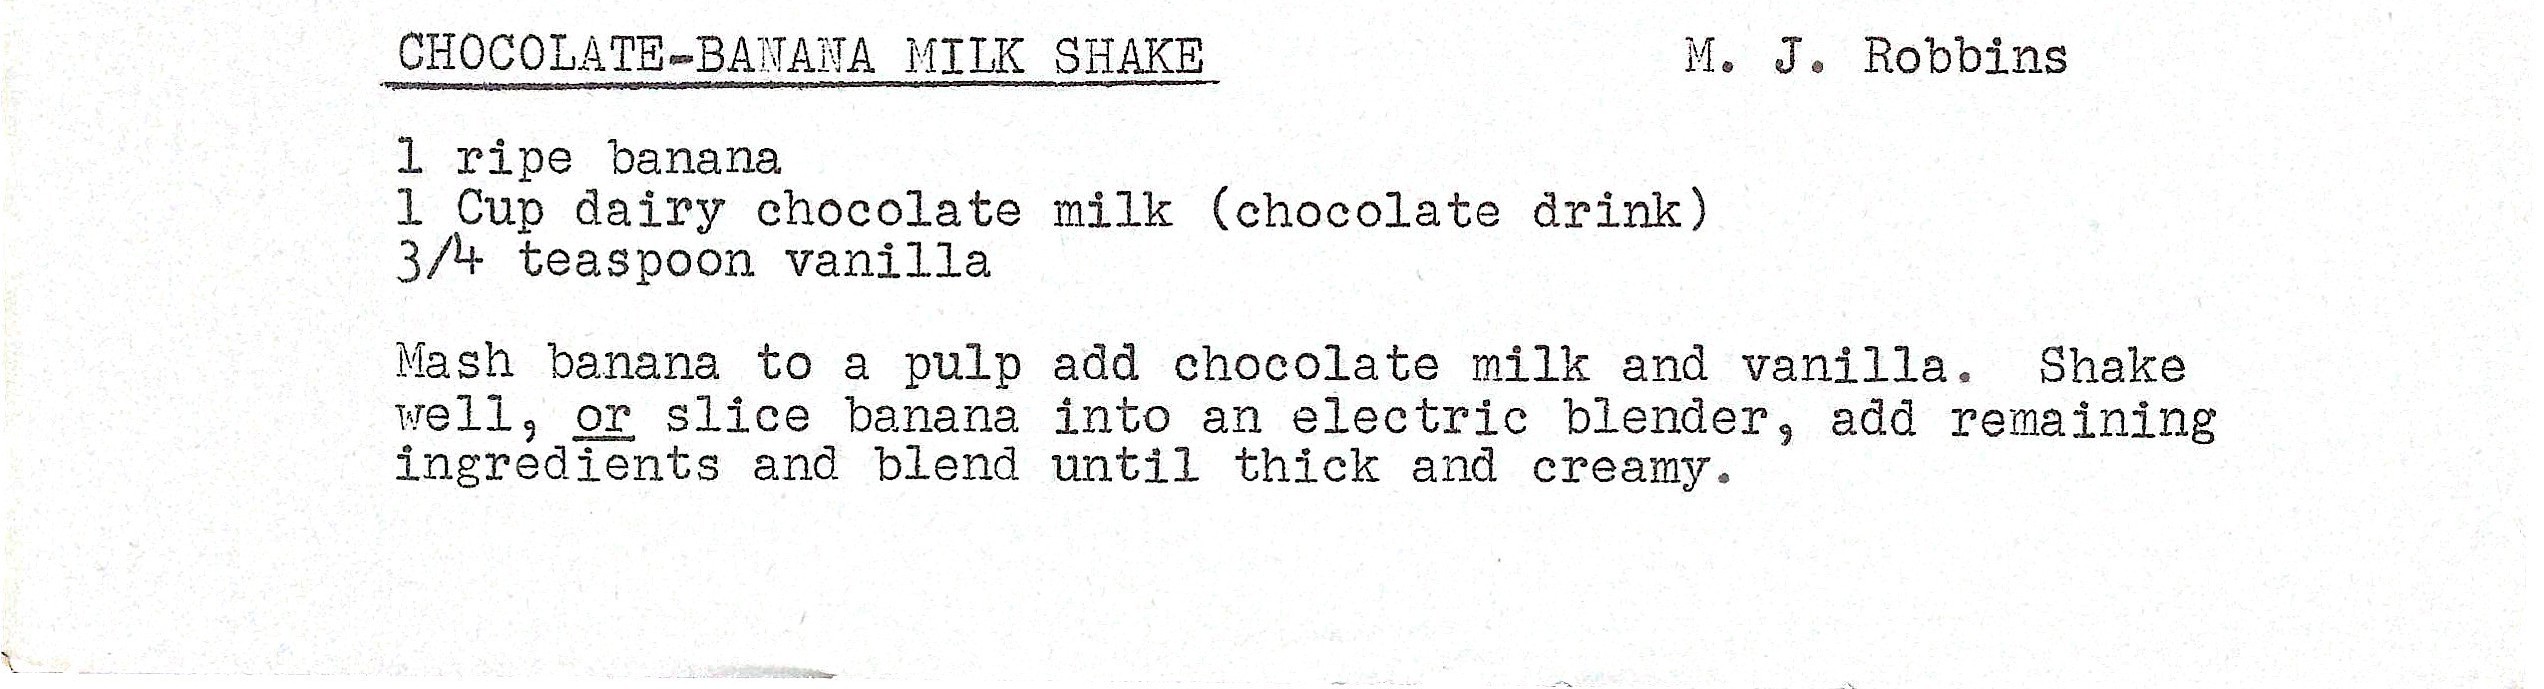 CHOCOLATE-BANANA MILK SHAKE M. J. Robbins
1 ripe banana
1 Cup dairy chocolate milk (chocolate drink)
3/4 teaspoon vanilla
Mash banana to a pulp add chocolate milk and vanilla. Shake
well, or slice banana into an electric blender, add remaining
ingredients and blend until thick and creamy.